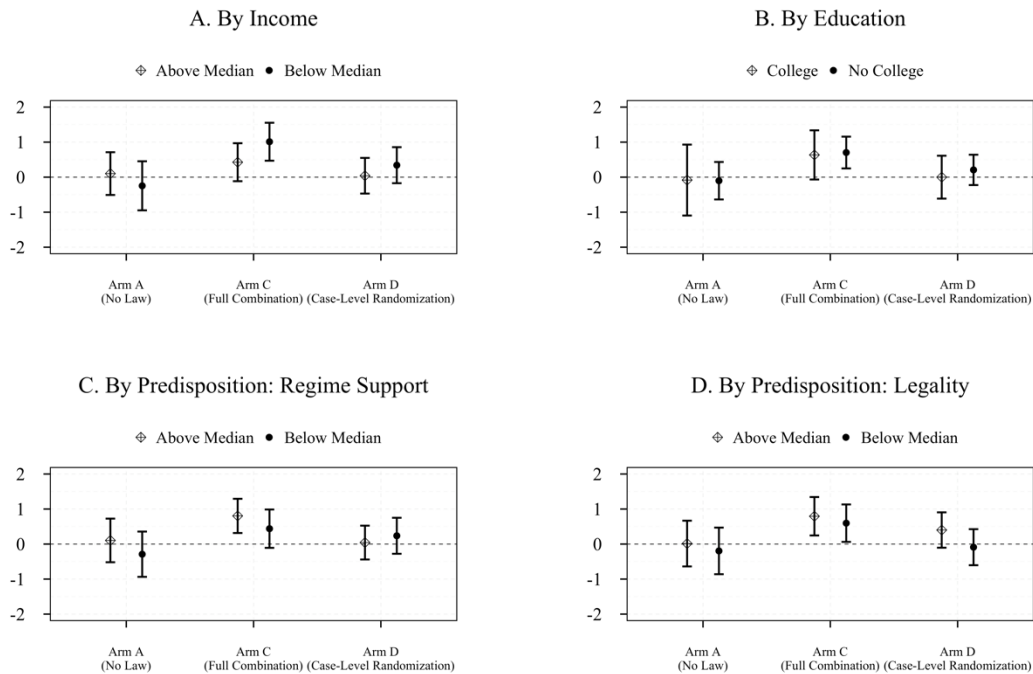 A. By Income
Above Median Below Median
2
1
0
-1
-2
Arm A
(No Law)
Arm C
(Full Combination)
Arm D
(Case-Level Randomization)
B. By Education
College No College
2
1
0
-1
-2
Arm A
(No Law)
Arm C
(Full Combination)
Arm D
(Case-Level Randomization)
C. By Predisposition: Regime Support
Above Median Below Median
2
1
0
-1
-2
Arm A
(No Law)
Arm C
(Full Combination)
Arm D
(Case-Level Randomization)
D. By Predisposition: Legality
Above Median Below Median
2
1
0
-1
-2
Arm A
(No Law)
Arm C
(Full Combination)
Arm D
(Case-Level Randomization)